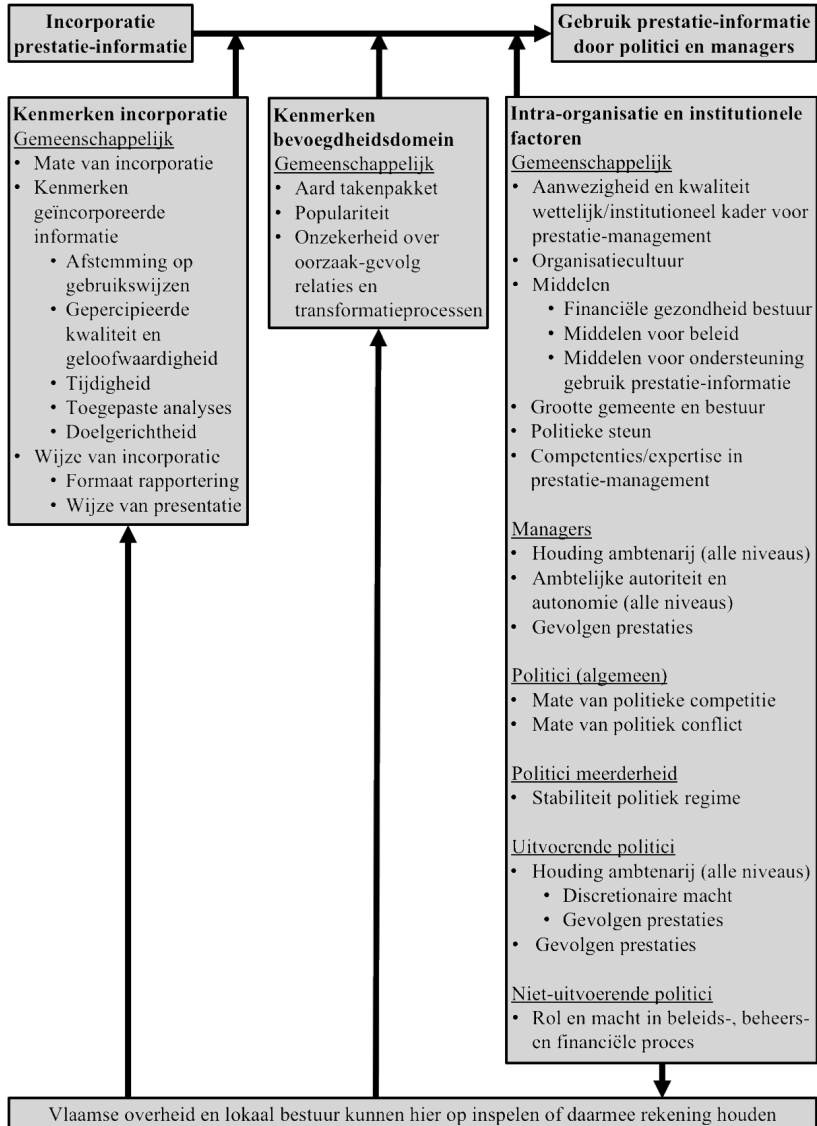 Incorporatie
prestatie-informatie
Gebruik prestatie-informatie
door politici en managers
Kenmerken incorporatie
Gemeenschappelijk
• Mate van incorporatie
• Kenmerken
geïncorporeerde
informatie
• Afstemming op
gebruikswijzen
• Gepercipieerde
kwaliteit en
geloofwaardigheid
• Tijdigheid
• Toegepaste analyses
• Doelgerichtheid
• Wijze van incorporatie
• Formaat rapportering
• Wijze van presentatie
Kenmerken
bevoegdheidsdomein
Gemeenschappelijk
• Aard takenpakket
• Populariteit
• Onzekerheid over
oorzaak-gevolg
relaties en
transformatieprocessen
Intra-organisatie en institutionele
factoren
Gemeenschappelijk
• Aanwezigheid en kwaliteit
wettelijk/institutioneel kader voor
prestatie-management
• Organisatiecultuur
• Middelen
• Financiële gezondheid bestuur
• Middelen voor beleid
• Middelen voor ondersteuning
gebruik prestatie-informatie
• Grootte gemeente en bestuur
• Politieke steun
• Competenties/expertise in
prestatie-management
Managers
• Houding ambtenarij (alle niveaus)
• Ambtelijke autoriteit en
autonomie (alle niveaus)
• Gevolgen prestaties
Politici (algemeen)
• Mate van politieke competitie
• Mate van politiek conflict
Politici meerderheid
• Stabiliteit politiek regime
Uitvoerende politici
• Houding ambtenarij (alle niveaus)
• Discretionaire macht
• Gevolgen prestaties
• Gevolgen prestaties
Niet-uitvoerende politici
• Rol en macht in beleids-, beheers-
en financiële proces
Vlaamse overheid en lokaal bestuur kunnen hier op inspelen of daarmee rekening houden